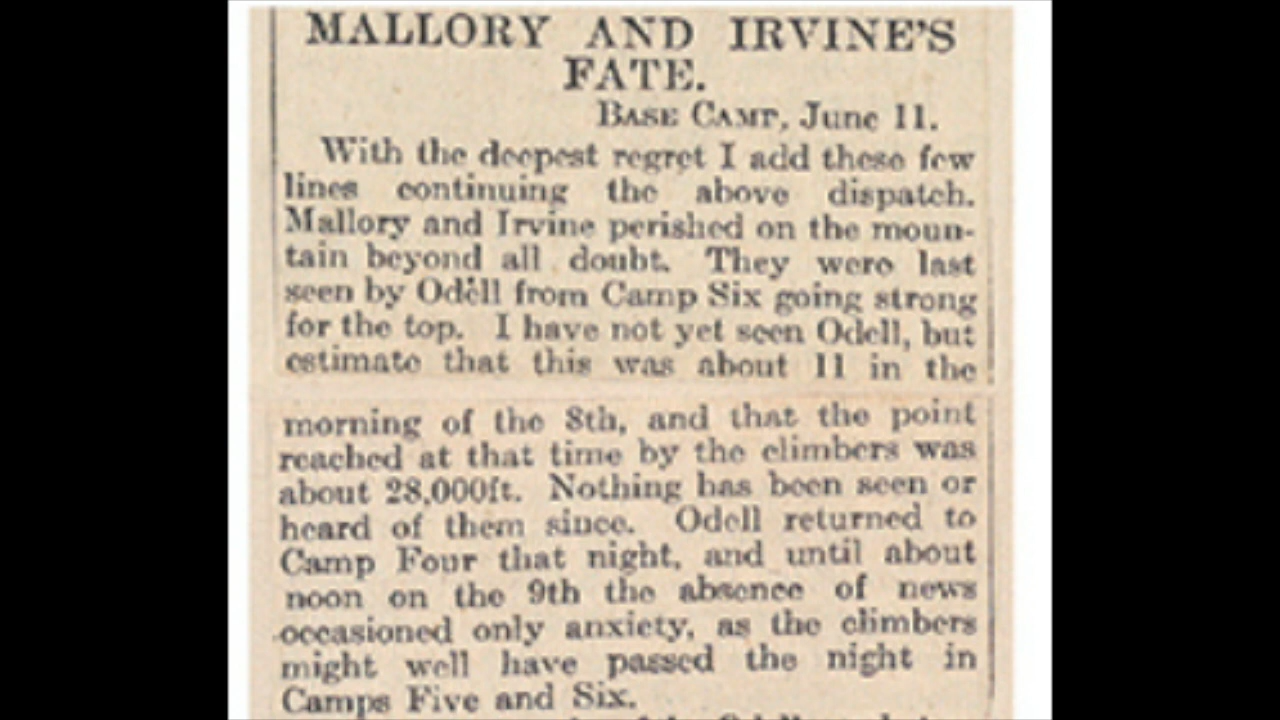 MALLORY AND IRVINE'S
FATE.
BASE CAMP, June 11.
With the deepest regret I add these few
lines continuing the above dispatch.
Mallory and Irvine perished on the moun-
tain beyond all doubt. They were last
seen by Odell from Camp Six going strong
for the top. I have not yet seen Odell, but
estimate that this was about 11 in the
morning of the 8th, and that the point
reached at that time by the climbers was
about 28,000ft. Nothing has been seen or
heard of them since. Odell returned to
Camp Four that night, and until about
noon on the 9th the absence of news
occasioned only anxiety, as the climbers
might well have passed the night in
Camps Five and Six.